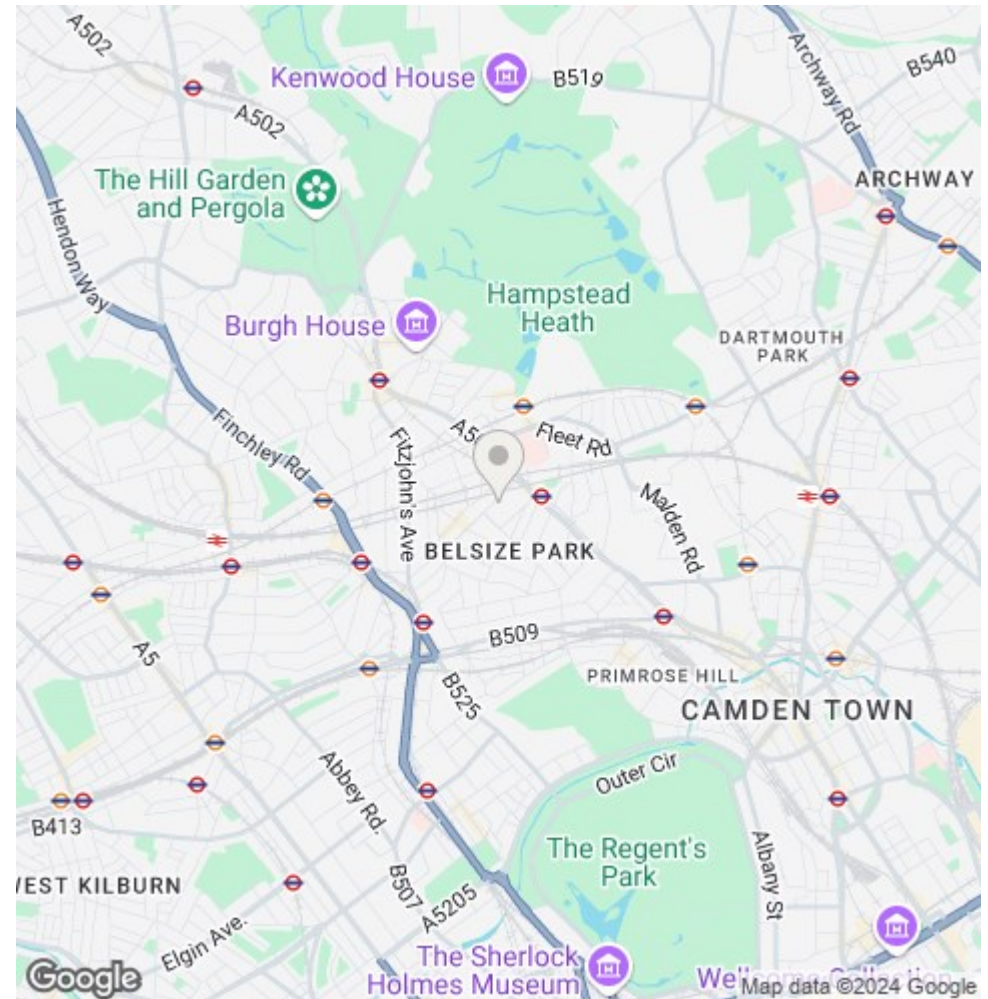 A502
Kenwood House
B519
Archway Rd
B540
A502
The Hill Garden
and Pergola
ARCHWAY
Hendon Way
Hampstead
Heath
Burgh House
DARTMOUTH
PARK
Finchley Rd
Fitzjohn's Ave
Fleet Rd
Malden Rd
BELSIZE PARK
A5
B509
PRIMROSE HILL
B525
CAMDEN TOWN
Abbey Rd.
Outer Cir
B413
The Regent's
Park
Albany St
WEST KILBURN
B507
A5205
Elgin Ave.
The Sherlock
Holmes Museum
Google
Map data ©2024 Google